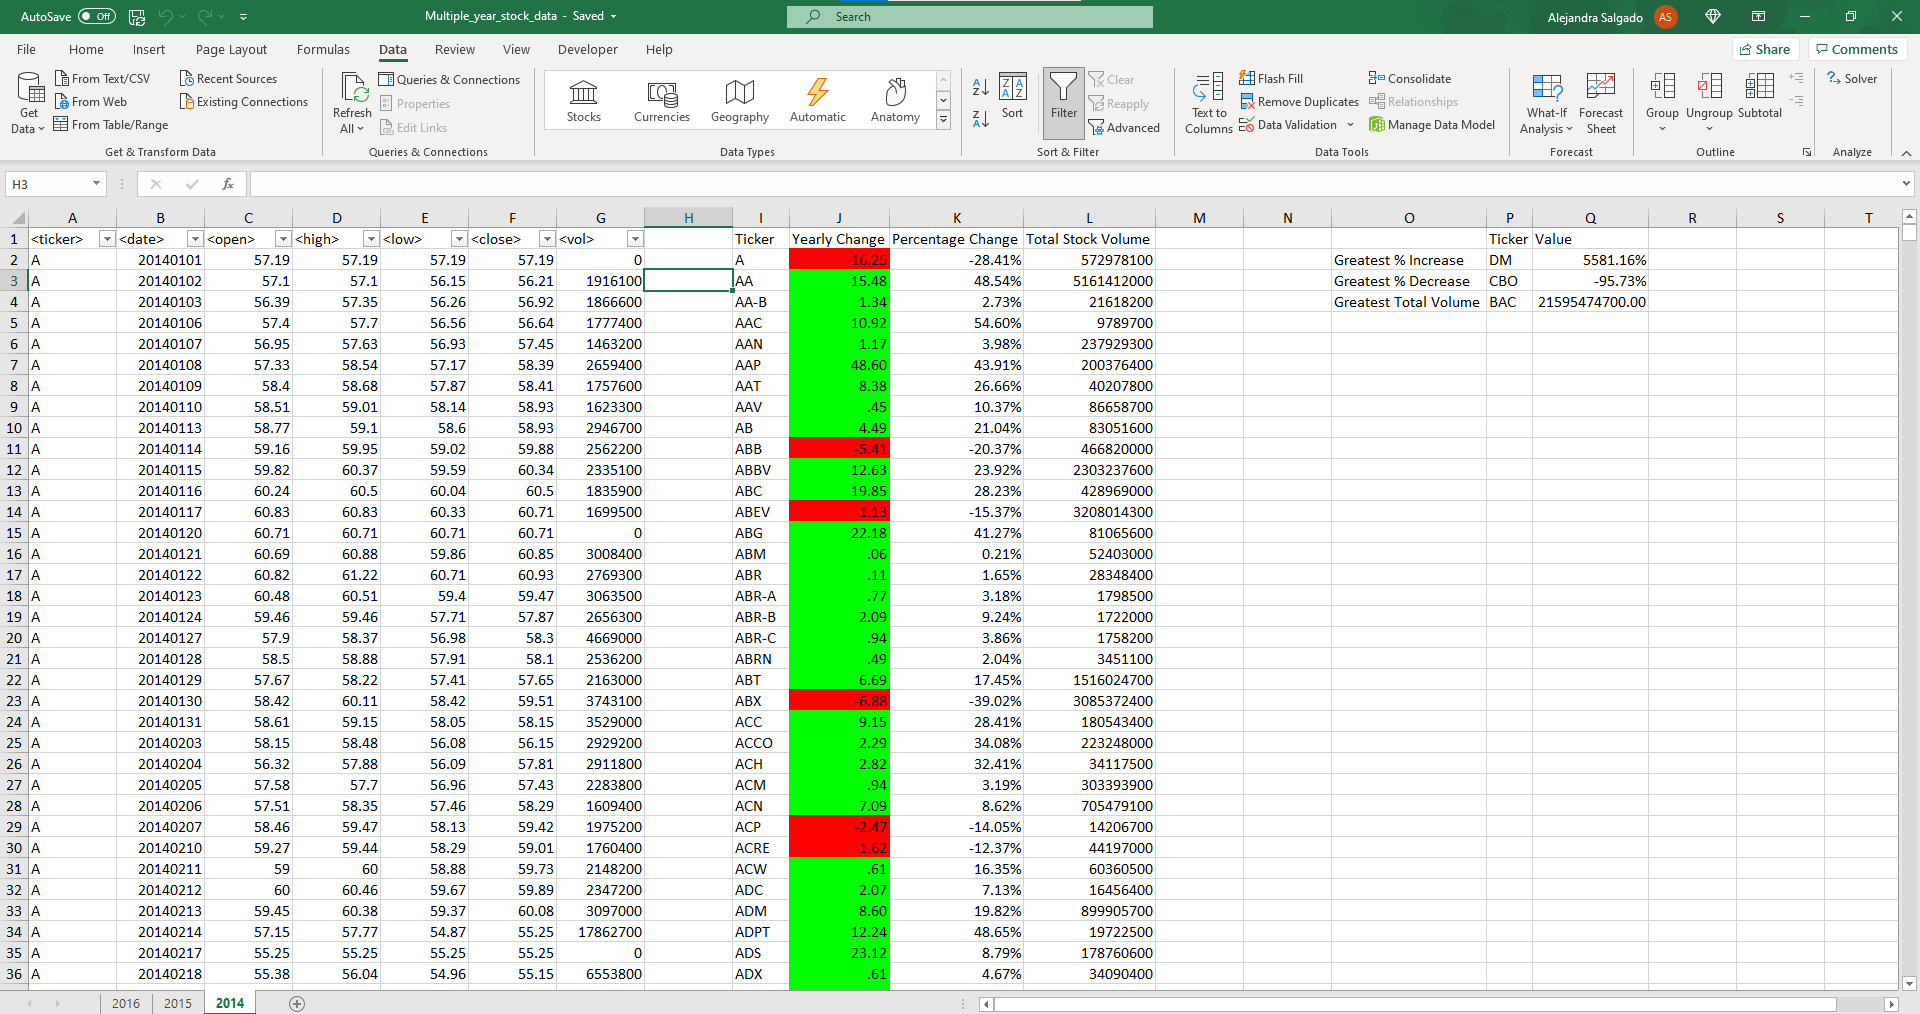 AutoSave Off Multiple_year_stock_data - Saved Search Alejandra Salgado AS
File Home Insert Page Layout Formulas Data Review View Developer Help Share Comments
Get Data From Text/CSV From Web From Table/Range Recent Sources Existing Connections
Refresh All Queries & Connections Properties Edit Links
Stocks Currencies Geography Automatic Anatomy
Sort Filter Clear Reapply Advanced
Text to Columns Flash Fill Remove Duplicates Data Validation Consolidate Relationships Manage Data Model
What-If Analysis Forecast Sheet Group Ungroup Subtotal Solver
Get & Transform Data Queries & Connections Data Types Sort & Filter Data Tools Forecast Outline Analyze
H3 fx
A B C D E F G H I J K L M N O P Q R S T
1 <ticker> <date> <open> <high> <low> <close> <vol> Ticker Yearly Change Percentage Change Total Stock Volume Ticker Value
2 A 20140101 57.19 57.19 57.19 57.19 0 A -16.25 -28.41% 572978100 Greatest % Increase DM 5581.16%
3 A 20140102 57.1 57.1 56.15 56.21 1916100 AA 15.48 48.54% 5161412000 Greatest % Decrease CBO -95.73%
4 A 20140103 56.39 57.35 56.26 56.92 1866600 AA-B 1.34 2.73% 21618200 Greatest Total Volume BAC 21595474700.00
5 A 20140106 57.4 57.7 56.56 56.64 1777400 AAC 10.92 54.60% 9789700
6 A 20140107 56.95 57.63 56.93 57.45 1463200 AAN 1.17 3.98% 237929300
7 A 20140108 57.33 58.54 57.17 58.39 2659400 AAP 48.60 43.91% 200376400
8 A 20140109 58.4 58.68 57.87 58.41 1757600 AAT 8.38 26.66% 40207800
9 A 20140110 58.51 59.01 58.14 58.93 1623300 AAV .45 10.37% 86658700
10 A 20140113 58.77 59.1 58.6 58.93 2946700 AB 4.49 21.04% 83051600
11 A 20140114 59.16 59.95 59.02 59.88 2562200 ABB -5.41 -20.37% 466820000
12 A 20140115 59.82 60.37 59.59 60.34 2335100 ABBV 12.63 23.92% 2303237600
13 A 20140116 60.24 60.5 60.04 60.5 1835900 ABC 19.85 28.23% 428969000
14 A 20140117 60.83 60.83 60.33 60.71 1699500 ABEV -1.13 -15.37% 3208014300
15 A 20140120 60.71 60.71 60.71 60.71 0 ABG 22.18 41.27% 81065600
16 A 20140121 60.69 60.88 59.86 60.85 3008400 ABM .06 0.21% 52403000
17 A 20140122 60.82 61.22 60.71 60.93 2769300 ABR .11 1.65% 28348400
18 A 20140123 60.48 60.51 59.4 59.47 3063500 ABR-A .77 3.18% 1798500
19 A 20140124 59.46 59.46 57.71 57.87 2656300 ABR-B 2.09 9.24% 1722000
20 A 20140127 57.9 58.37 56.98 58.3 4669000 ABR-C .94 3.86% 1758200
21 A 20140128 58.5 58.88 57.91 58.1 2536200 ABRN .49 2.04% 3451100
22 A 20140129 57.67 58.22 57.41 57.65 2163000 ABT 6.69 17.45% 1516024700
23 A 20140130 58.42 60.11 58.42 59.51 3743100 ABX -6.88 -39.02% 3085372400
24 A 20140131 58.61 59.15 58.05 58.15 3529000 ACC 9.15 28.41% 180543400
25 A 20140203 58.15 58.48 56.08 56.15 2929200 ACCO 2.29 34.08% 223248000
26 A 20140204 56.32 57.88 56.09 57.81 2911800 ACH 2.82 32.41% 34117500
27 A 20140205 57.58 57.7 56.96 57.43 2283800 ACM .94 3.19% 303393900
28 A 20140206 57.51 58.35 57.46 58.29 1609400 ACN 7.09 8.62% 705479100
29 A 20140207 58.46 59.47 58.13 59.42 1975200 ACP -2.47 -14.05% 14206700
30 A 20140210 59.27 59.44 58.29 59.01 1760400 ACRE -1.62 -12.37% 44197000
31 A 20140211 59 60 58.88 59.73 2148200 ACW .61 16.35% 60360500
32 A 20140212 60 60.46 59.67 59.89 2347200 ADC 2.07 7.13% 16456400
33 A 20140213 59.45 60.38 59.37 60.08 3097000 ADM 8.60 19.82% 899905700
34 A 20140214 57.15 57.77 54.87 55.25 17862700 ADPT 12.24 48.65% 19722500
35 A 20140217 55.25 55.25 55.25 55.25 0 ADS 23.12 8.79% 178760600
36 A 20140218 55.38 56.04 54.96 55.15 6553800 ADX .61 4.67% 34090400
2016 2015 2014